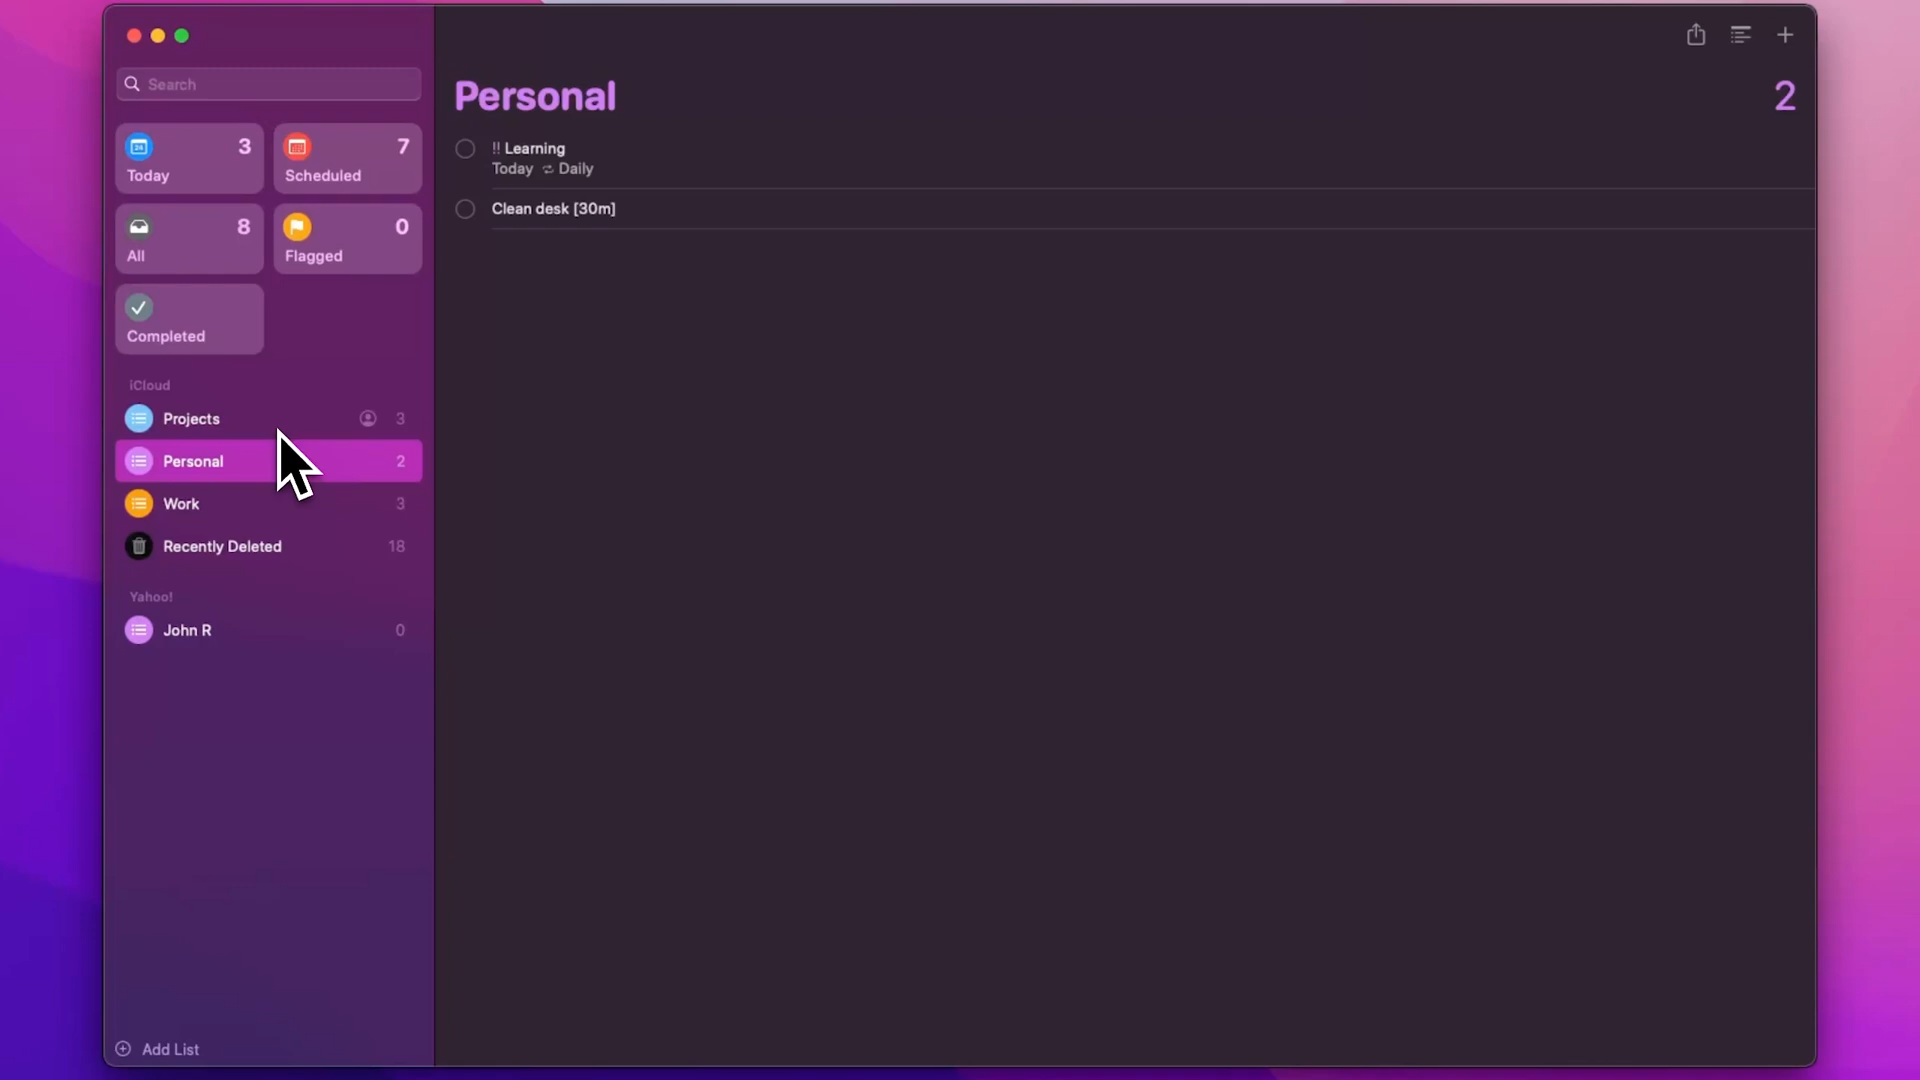 Search
3
Today
7
Scheduled
8
All
0
Flagged
Completed
iCloud
Projects 3
Personal 2
Work 3
Recently Deleted 18
Yahoo!
John R 0
Add List
Personal 2
!! Learning
Today Daily
Clean desk [30m]